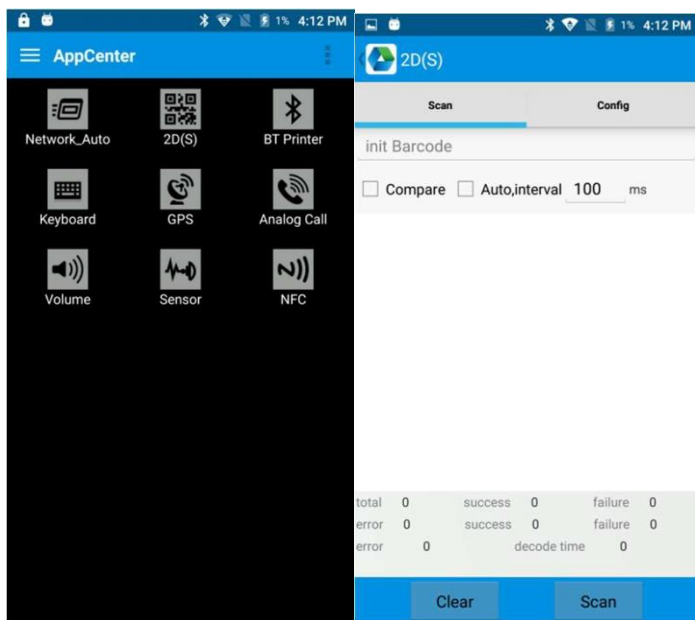 1% 4:12 PM
AppCenter
Network_Auto 2D(S) BT Printer
Keyboard GPS Analog Call
Volume Sensor NFC
1% 4:12 PM
2D(S)
Scan Config
init Barcode
Compare Auto,interval 100 ms
total 0 success 0 failure 0
error 0 success 0 failure 0
error 0 decode time 0
Clear Scan